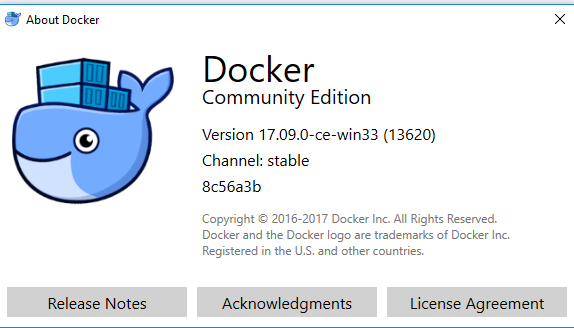 About Docker
Docker
Community Edition
Version 17.09.0-ce-win33 (13620)
Channel: stable
8c56a3b
Copyright © 2016-2017 Docker Inc. All Rights Reserved.
Docker and the Docker logo are trademarks of Docker Inc.
Registered in the U.S. and other countries.
Release Notes
Acknowledgments
License Agreement